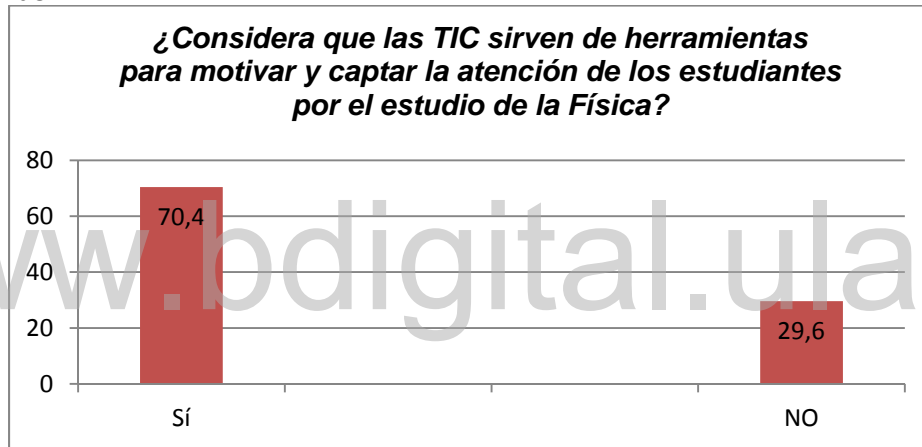 ¿Considera que las TIC sirven de herramientas
para motivar y captar la atención de los estudiantes
por el estudio de la Física?
80
60
40
20
0
70,4
29,6
Sí
NO
www.bdigital.ula